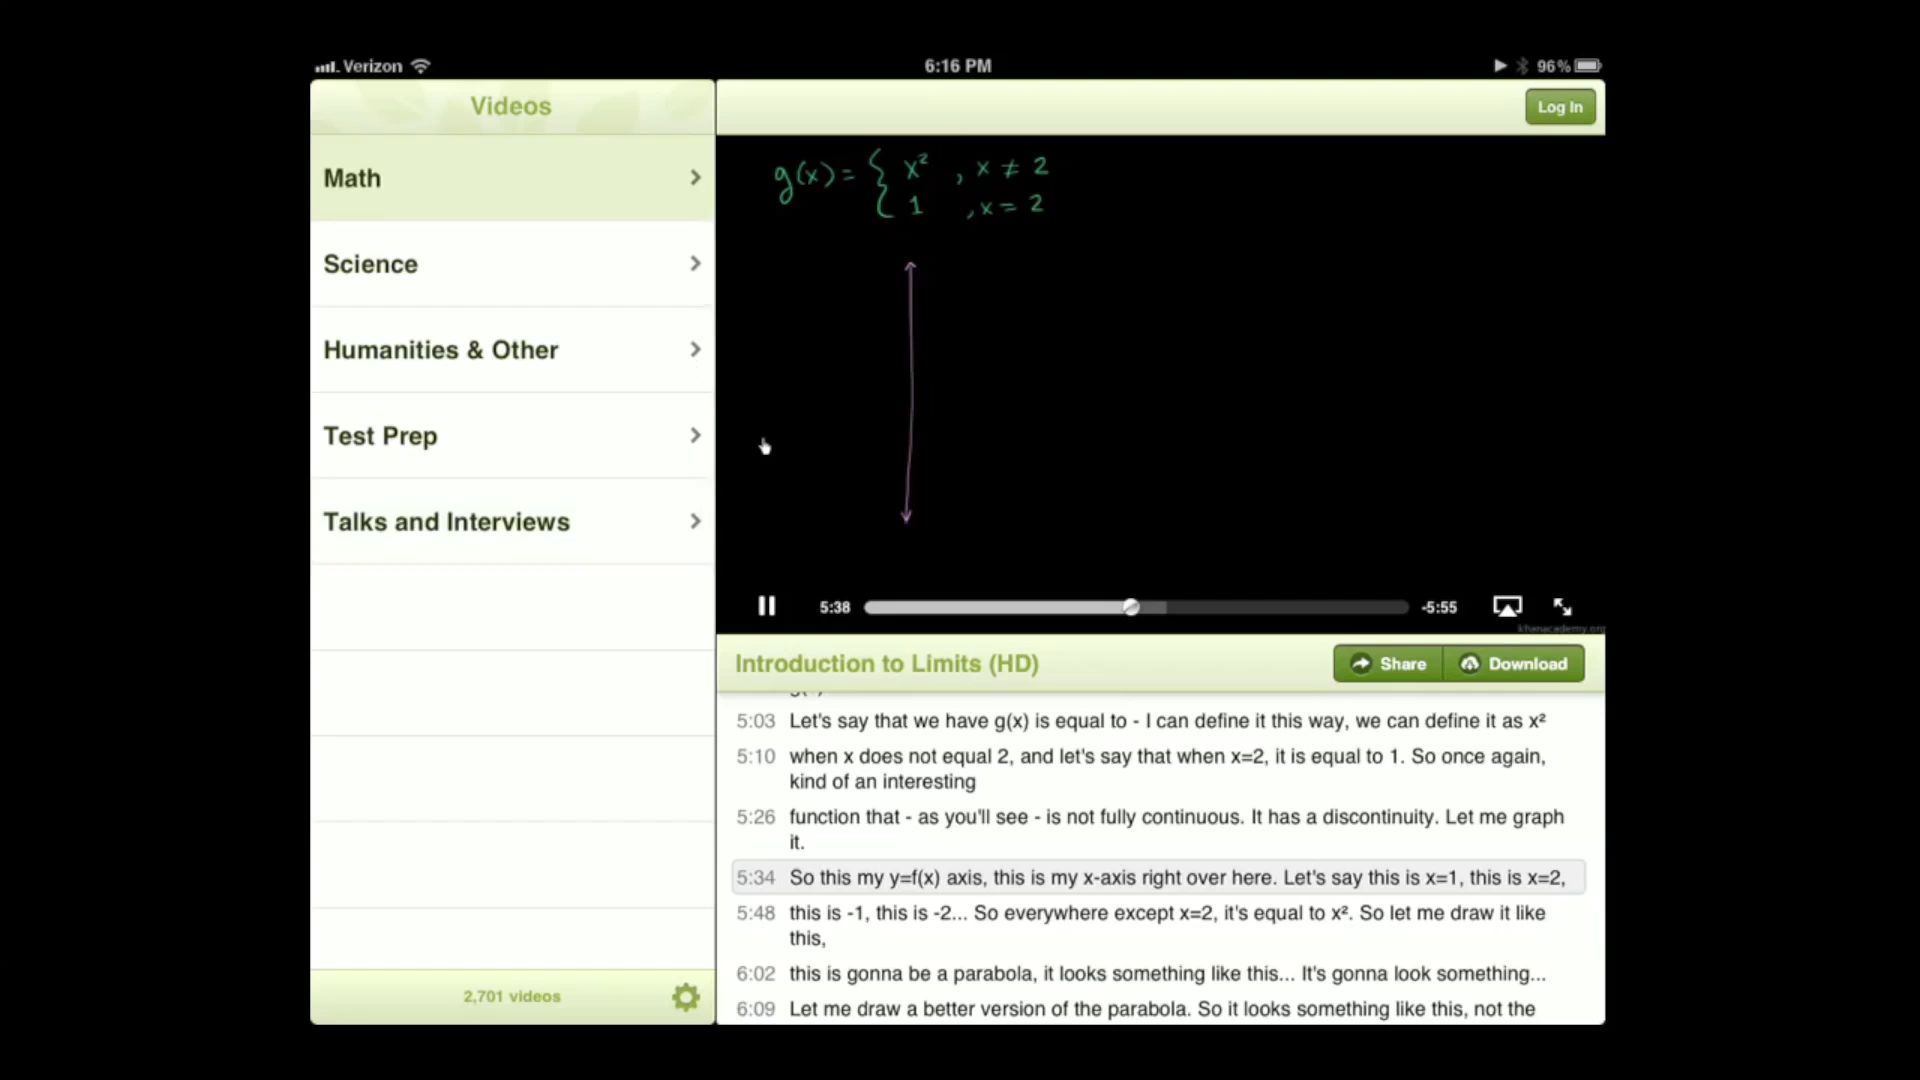 Verizon
6:16 PM
96%
Videos
Log In
Math
Science
Humanities & Other
Test Prep
Talks and Interviews
2,701 videos
g(x) = { x² , x ≠ 2
1 , x = 2
5:38
-5:55
khanacademy.org
Introduction to Limits (HD)
Share
Download
5:03 Let's say that we have g(x) is equal to - I can define it this way, we can define it as x²
5:10 when x does not equal 2, and let's say that when x=2, it is equal to 1. So once again,
kind of an interesting
5:26 function that - as you'll see - is not fully continuous. It has a discontinuity. Let me graph
it.
5:34 So this my y=f(x) axis, this is my x-axis right over here. Let's say this is x=1, this is x=2,
5:48 this is -1, this is -2... So everywhere except x=2, it's equal to x². So let me draw it like
this,
6:02 this is gonna be a parabola, it looks something like this... It's gonna look something...
6:09 Let me draw a better version of the parabola. So it looks something like this, not the